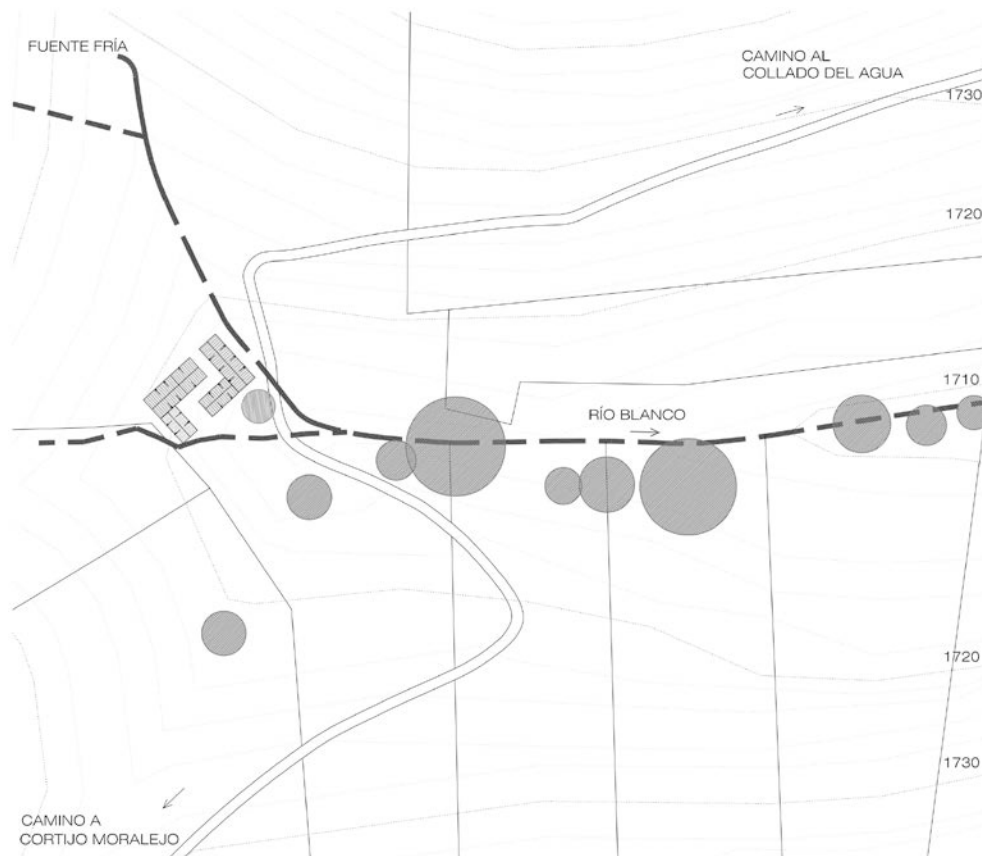 FUENTE FRÍA
CAMINO AL
COLLADO DEL AGUA
1730
1720
1710
RÍO BLANCO
1720
1730
CAMINO A
CORTIJO MORALEJO